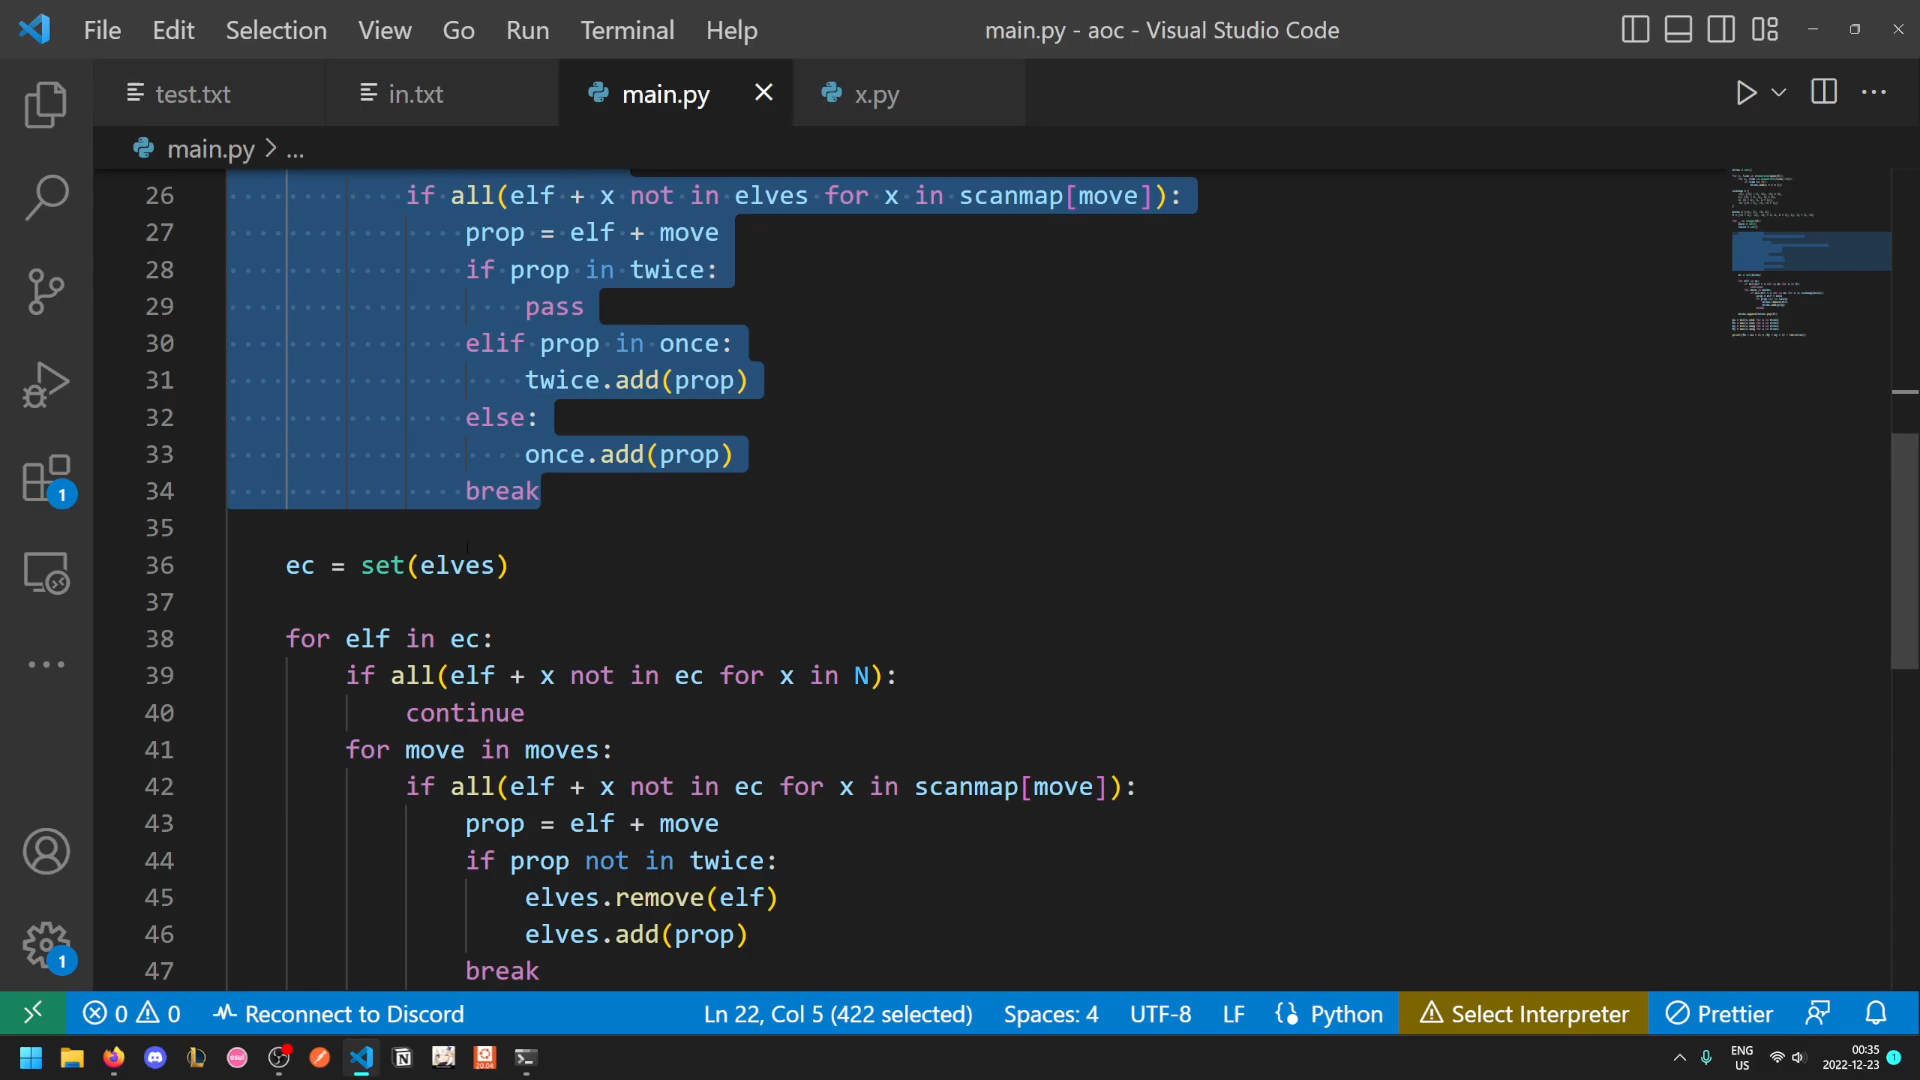 File Edit Selection View Go Run Terminal Help
main.py - aoc - Visual Studio Code
test.txt
in.txt
main.py
x.py
main.py > ...
26 if all(elf + x not in elves for x in scanmap[move]):
27 prop = elf + move
28 if prop in twice:
29 pass
30 elif prop in once:
31 twice.add(prop)
32 else:
33 once.add(prop)
34 break
35
36 ec = set(elves)
37
38 for elf in ec:
39 if all(elf + x not in ec for x in N):
40 continue
41 for move in moves:
42 if all(elf + x not in ec for x in scanmap[move]):
43 prop = elf + move
44 if prop not in twice:
45 elves.remove(elf)
46 elves.add(prop)
47 break
1
1
0 0 Reconnect to Discord Ln 22, Col 5 (422 selected) Spaces: 4 UTF-8 LF Python Select Interpreter Prettier
osu!
20.04
ENG
US
00:35
2022-12-23
1